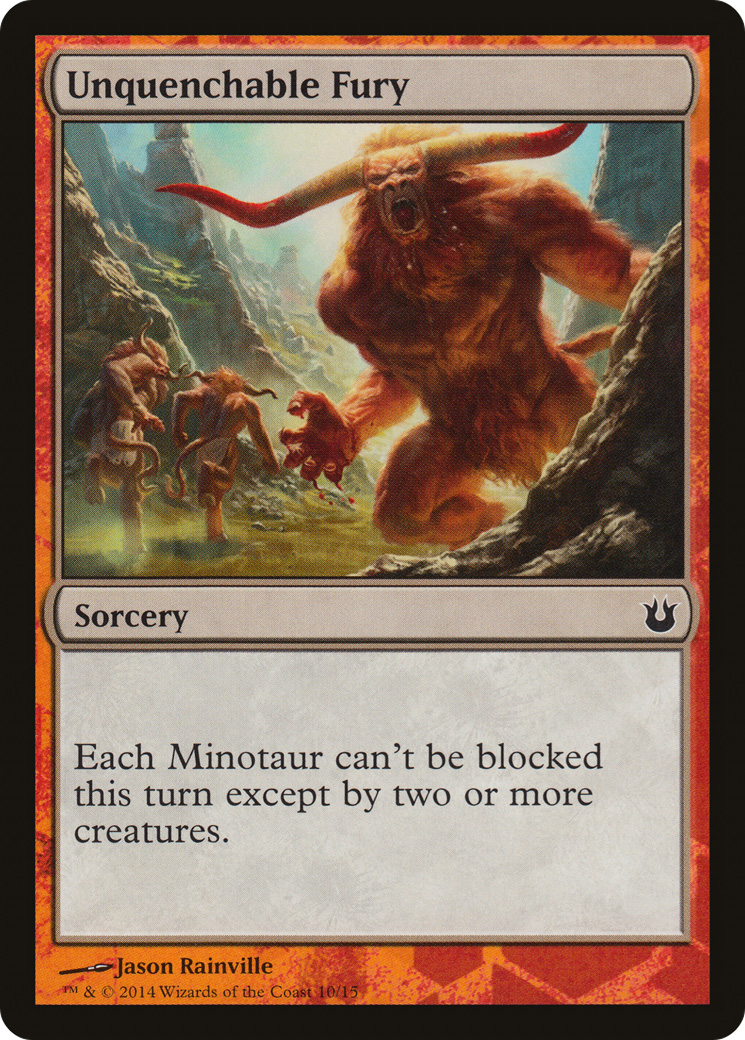 Unquenchable Fury
Sorcery
Each Minotaur can't be blocked
this turn except by two or more
creatures.
Jason Rainville
™ & © 2014 Wizards of the Coast 10/15